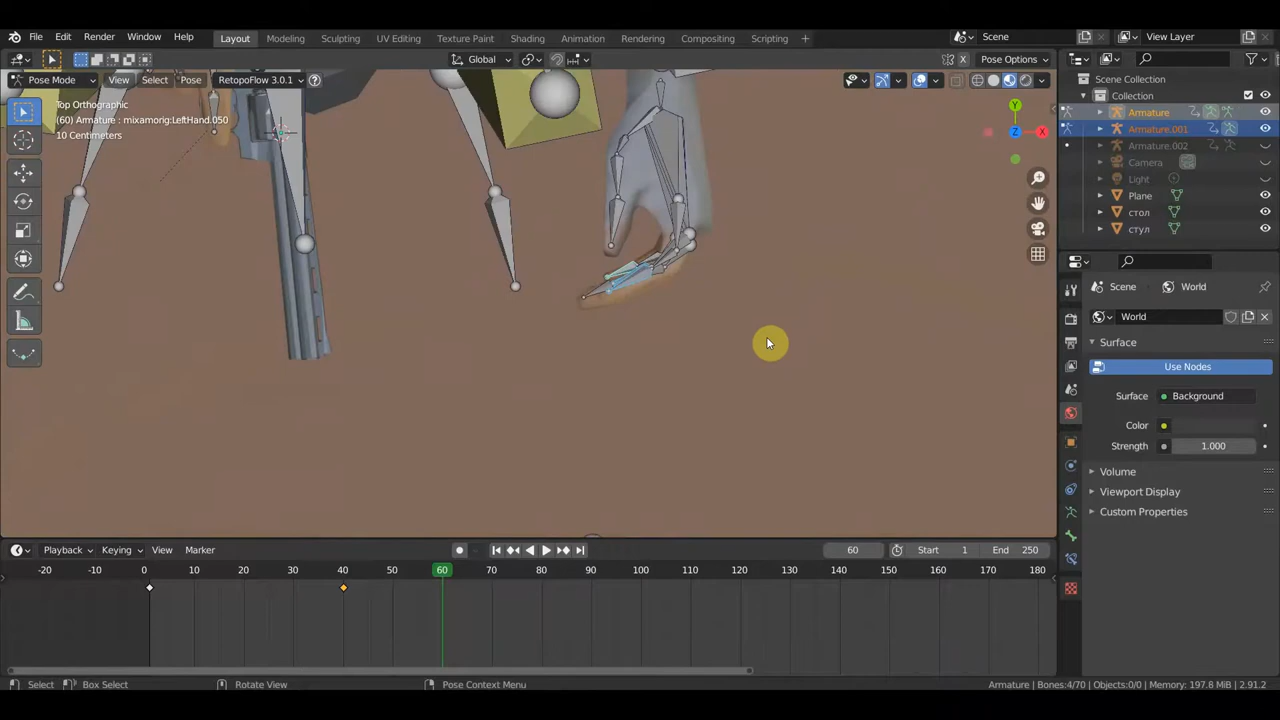 File Edit Render Window Help Layout Modeling Sculpting UV Editing Texture Paint Shading Animation Rendering Compositing Scripting + Scene View Layer
Global Options
Pose Mode View Select Pose RetopoFlow 3.0.1 X Pose Options
Top Orthographic
(60) Armature : mixamorig:LeftHand.050
10 Centimeters
Y
Z X
Scene Collection
Collection
Armature
Armature.001
Armature.002
Camera
Light
Plane
стол
стул
Scene World
World
Surface
Use Nodes
Surface Background
Color
Strength 1.000
Volume
Viewport Display
Custom Properties
Playback Keying View Marker 60 Start 1 End 250
-20 -10 0 10 20 30 40 50 60 70 80 90 100 110 120 130 140 150 160 170 180
Select Box Select Rotate View Pose Context Menu Armature | Bones:4/70 | Objects:0/0 | Memory: 197.8 MiB | 2.91.2